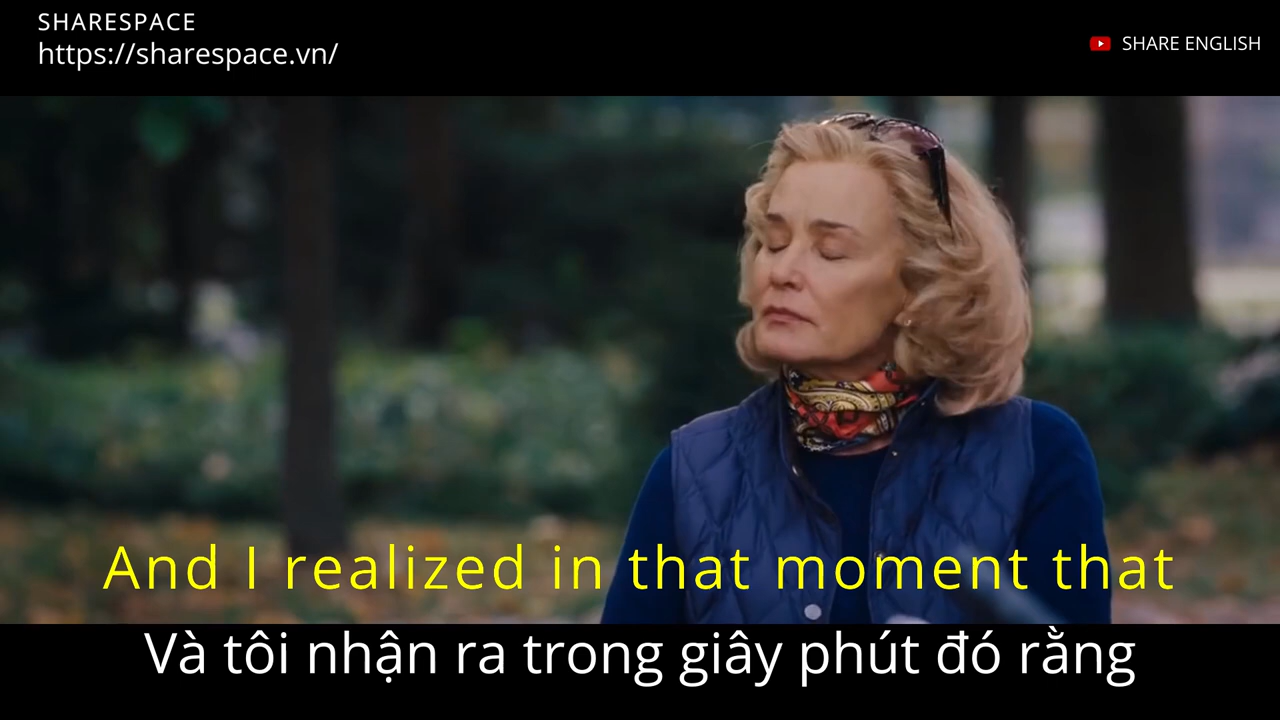 SHARESPACE
https://sharespace.vn/
SHARE ENGLISH
And I realized in that moment that
Và tôi nhận ra trong giây phút đó rằng